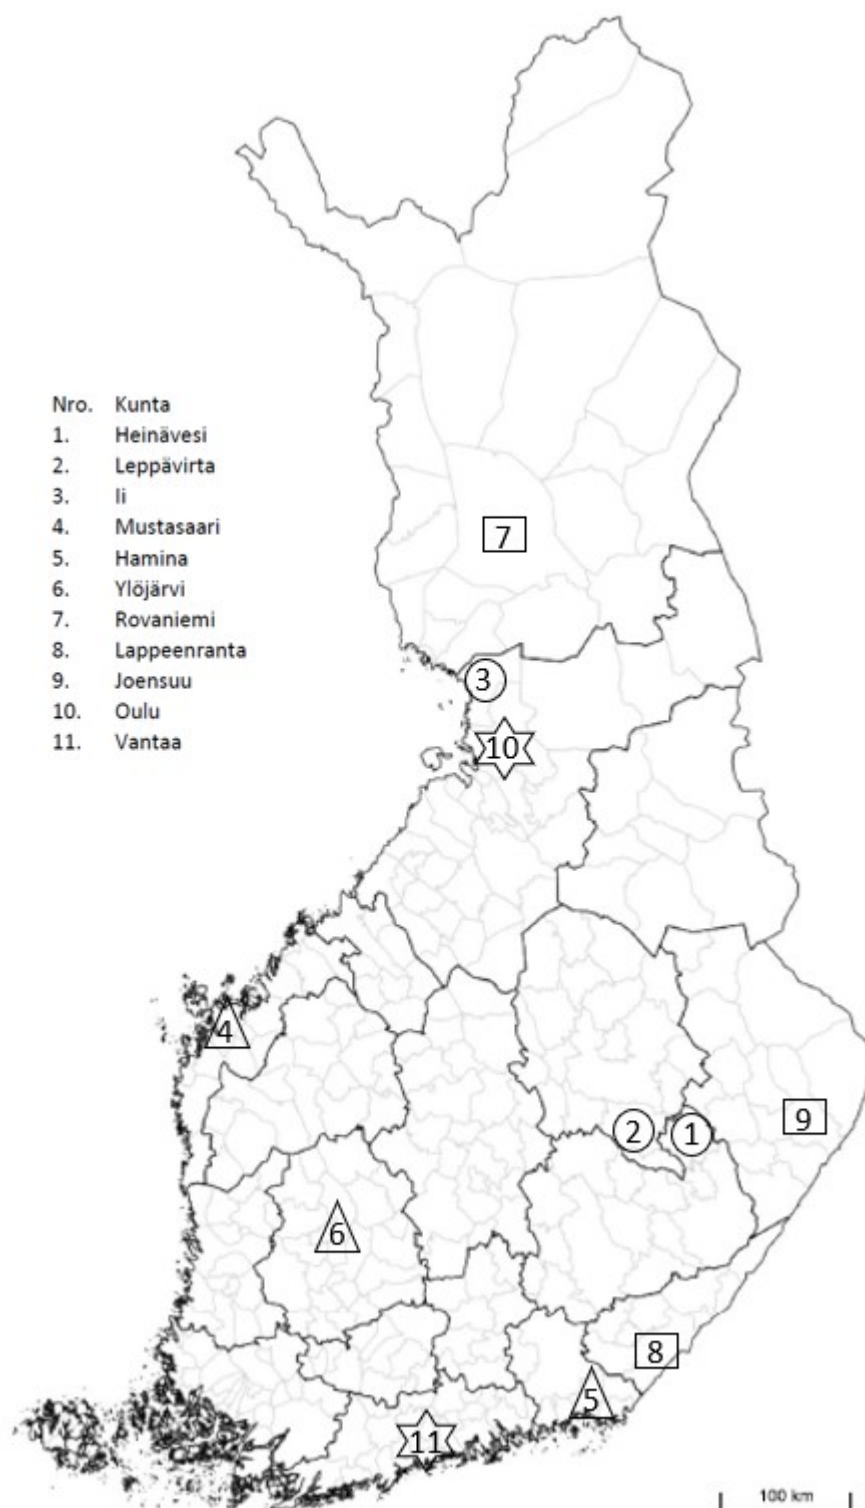 Nro. Kunta
1. Heinävesi
2. Leppävirta
3. Ii
4. Mustasaari
5. Hamina
6. Ylöjärvi
7. Rovaniemi
8. Lappeenranta
9. Joensuu
10. Oulu
11. Vantaa
7
3
10
4
2
1
9
6
8
5
11
100 km